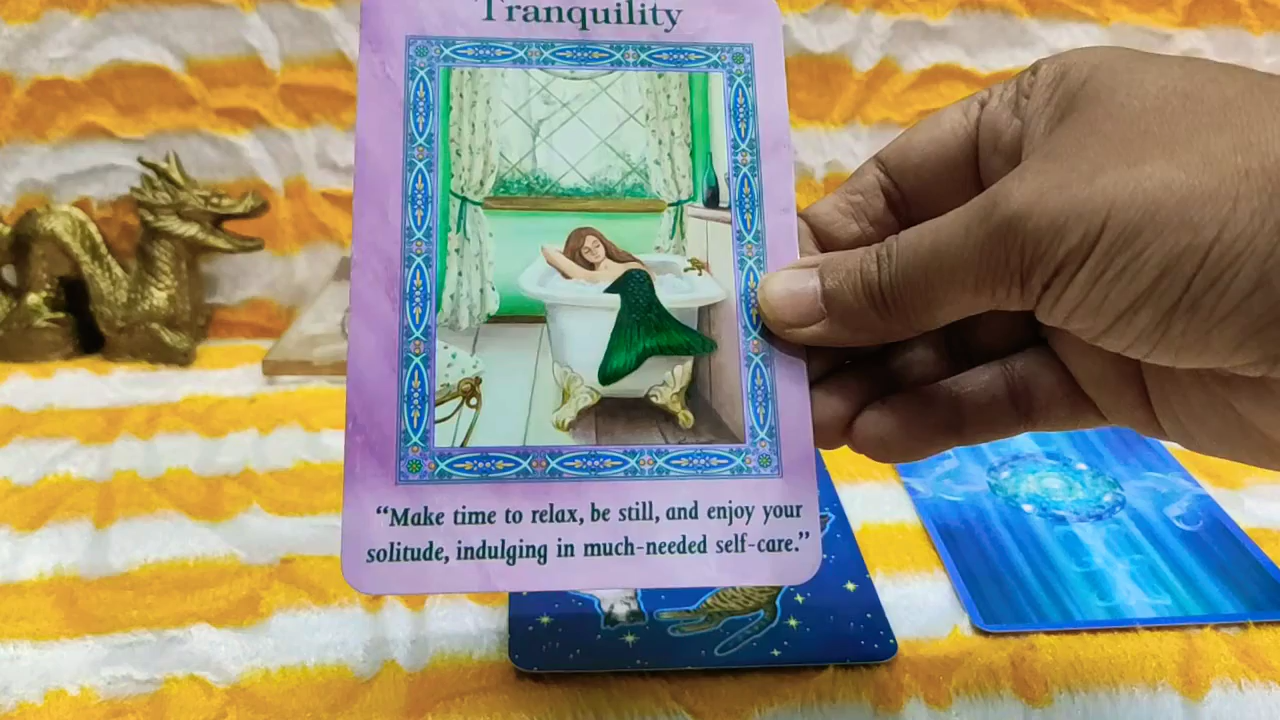 Tranquility
“Make time to relax, be still, and enjoy your
solitude, indulging in much-needed self-care.”